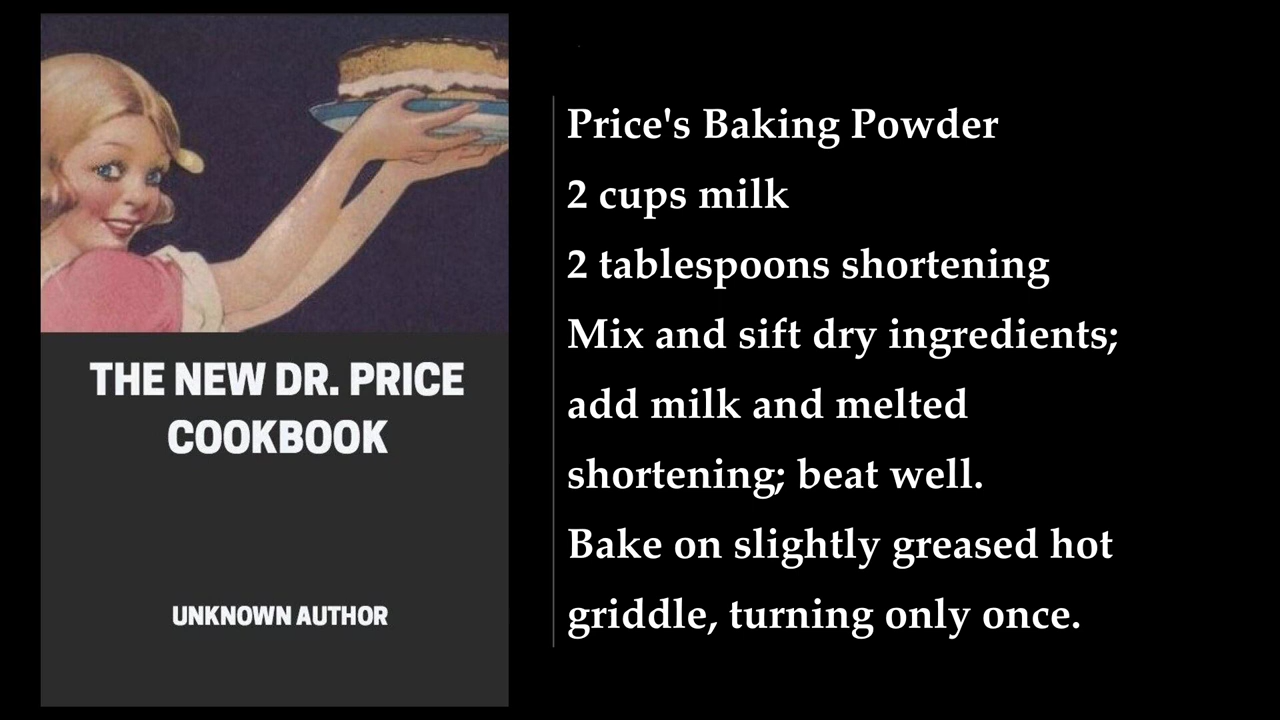 THE NEW DR. PRICE
COOKBOOK
UNKNOWN AUTHOR
Price's Baking Powder
2 cups milk
2 tablespoons shortening
Mix and sift dry ingredients;
add milk and melted
shortening; beat well.
Bake on slightly greased hot
griddle, turning only once.